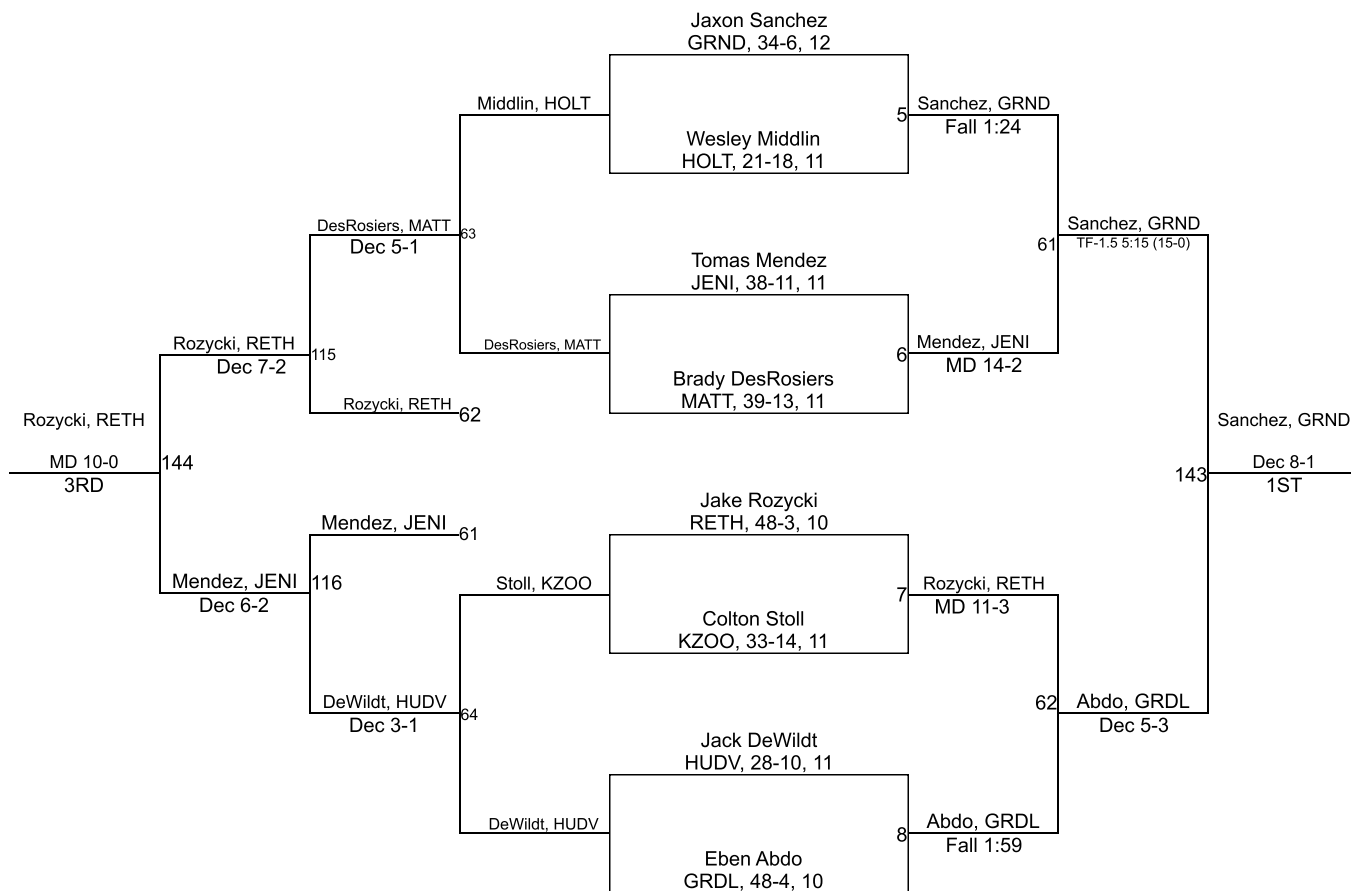 Jaxon Sanchez
GRND, 34-6, 12
Middlin, HOLT
5
Sanchez, GRND
Fall 1:24
Wesley Middlin
HOLT, 21-18, 11
DesRosiers, MATT
63
Dec 5-1
Sanchez, GRND
61
TF-1.5 5:15 (15-0)
Tomas Mendez
JENI, 38-11, 11
Rozycki, RETH
115
Dec 7-2
DesRosiers, MATT
6
Mendez, JENI
MD 14-2
Brady DesRosiers
MATT, 39-13, 11
Rozycki, RETH
62
Rozycki, RETH
Sanchez, GRND
MD 10-0
144
3RD
143
Dec 8-1
1ST
Jake Rozycki
RETH, 48-3, 10
Mendez, JENI
61
Mendez, JENI
116
Dec 6-2
Stoll, KZOO
7
Rozycki, RETH
MD 11-3
Colton Stoll
KZOO, 33-14, 11
DeWildt, HUDV
64
Dec 3-1
62
Abdo, GRDL
Dec 5-3
Jack DeWildt
HUDV, 28-10, 11
DeWildt, HUDV
8
Abdo, GRDL
Fall 1:59
Eben Abdo
GRDL, 48-4, 10